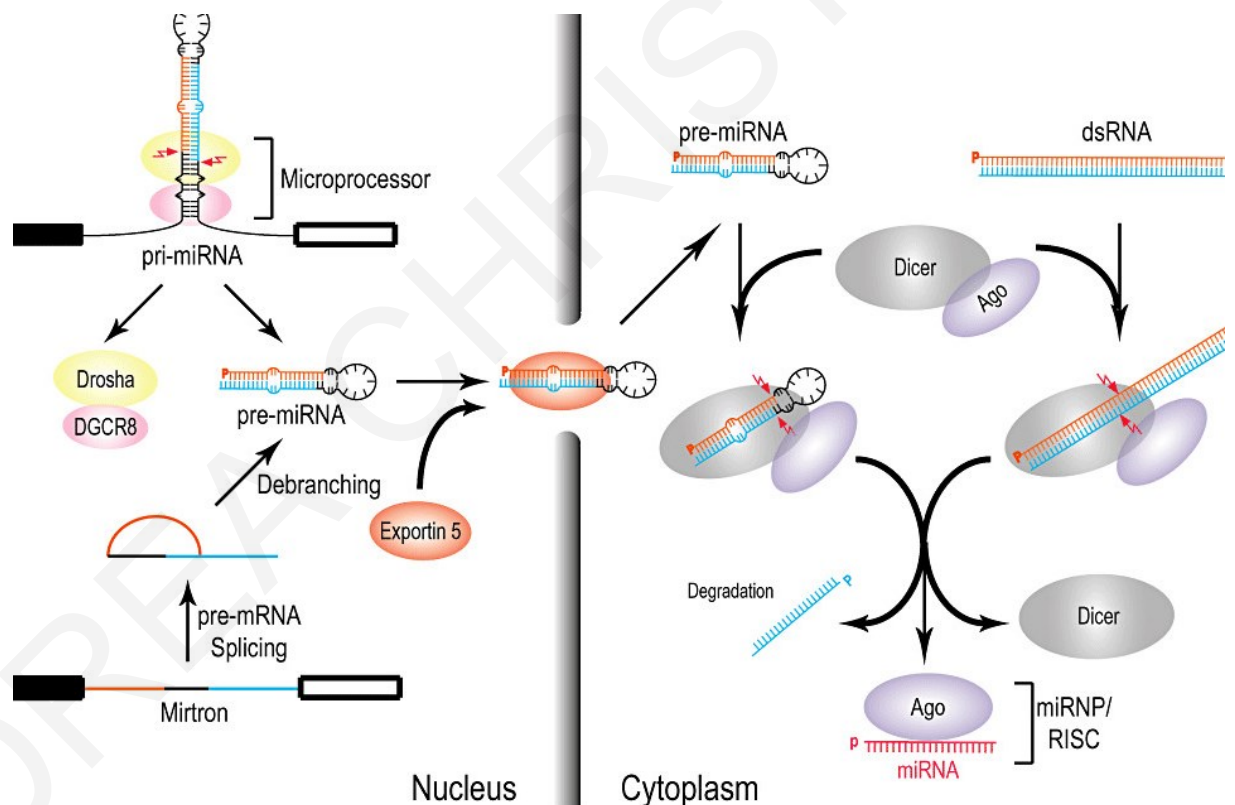 Microprocessor
pri-miRNA
Drosha
DGCR8
P
pre-miRNA
Debranching
Exportin 5
pre-mRNA
Splicing
Mirtron
Nucleus
P
pre-miRNA
P
dsRNA
P
Dicer
Ago
P
P
Degradation
P
Dicer
Ago
P
miRNA
miRNP/
RISC
Cytoplasm